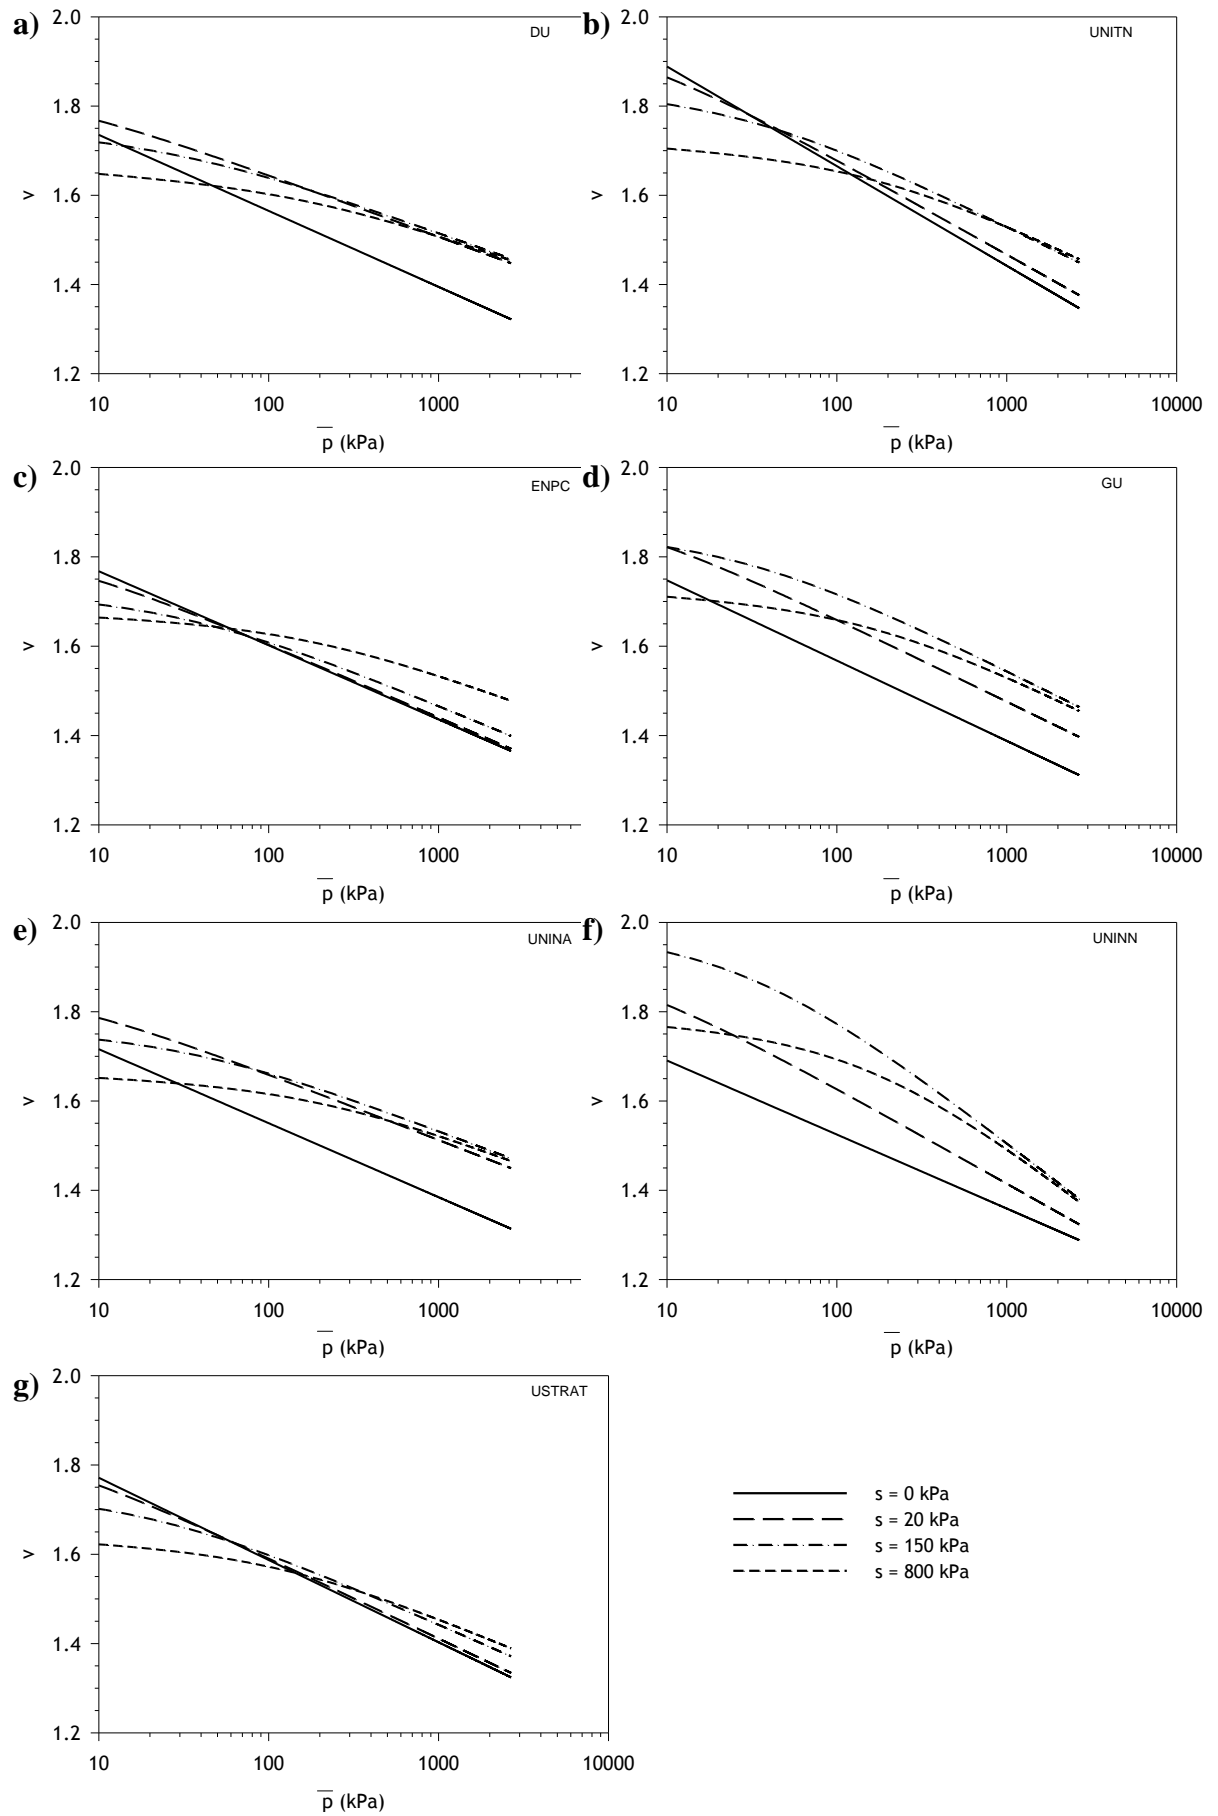 a)
DU
2.0
1.8
1.6
1.4
1.2
v
10
100
1000
p (kPa)
b)
UNITN
2.0
1.8
1.6
1.4
1.2
v
10
100
1000
10000
p (kPa)
c)
ENPC
2.0
1.8
1.6
1.4
1.2
v
10
100
1000
p (kPa)
d)
GU
2.0
1.8
1.6
1.4
1.2
v
10
100
1000
10000
p (kPa)
e)
UNINA
2.0
1.8
1.6
1.4
1.2
v
10
100
1000
p (kPa)
f)
UNINN
2.0
1.8
1.6
1.4
1.2
v
10
100
1000
10000
p (kPa)
g)
USTRAT
2.0
1.8
1.6
1.4
1.2
v
10
100
1000
10000
p (kPa)
s = 0 kPa
s = 20 kPa
s = 150 kPa
s = 800 kPa